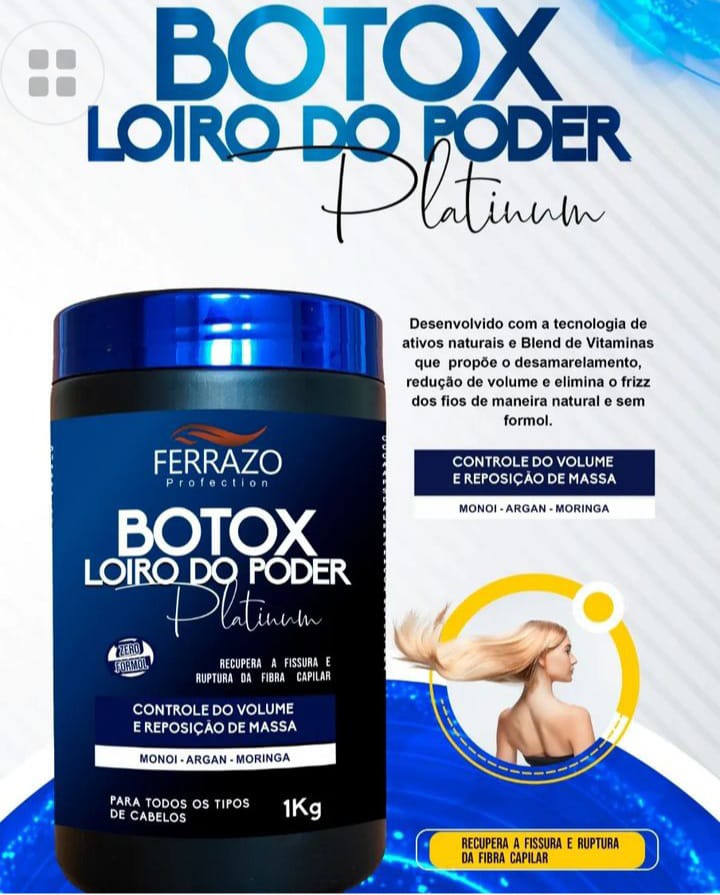 BOTOX
LOIRO DO PODER
Platinum
Desenvolvido com a tecnologia de
ativos naturais e Blend de Vitaminas
que propõe o desamarelamento,
redução de volume e elimina o frizz
dos fios de maneira natural e sem
formol.
CONTROLE DO VOLUME
E REPOSIÇÃO DE MASSA
MONOI - ARGAN - MORINGA
FERRAZO
Profection
BOTOX
LOIRO DO PODER
Platinum
ZERO
FORMOL
RECUPERA A FISSURA E
RUPTURA DA FIBRA CAPILAR
CONTROLE DO VOLUME
E REPOSIÇÃO DE MASSA
MONOI - ARGAN - MORINGA
PARA TODOS OS TIPOS
DE CABELOS
1Kg
RECUPERA A FISSURA E RUPTURA
DA FIBRA CAPILAR